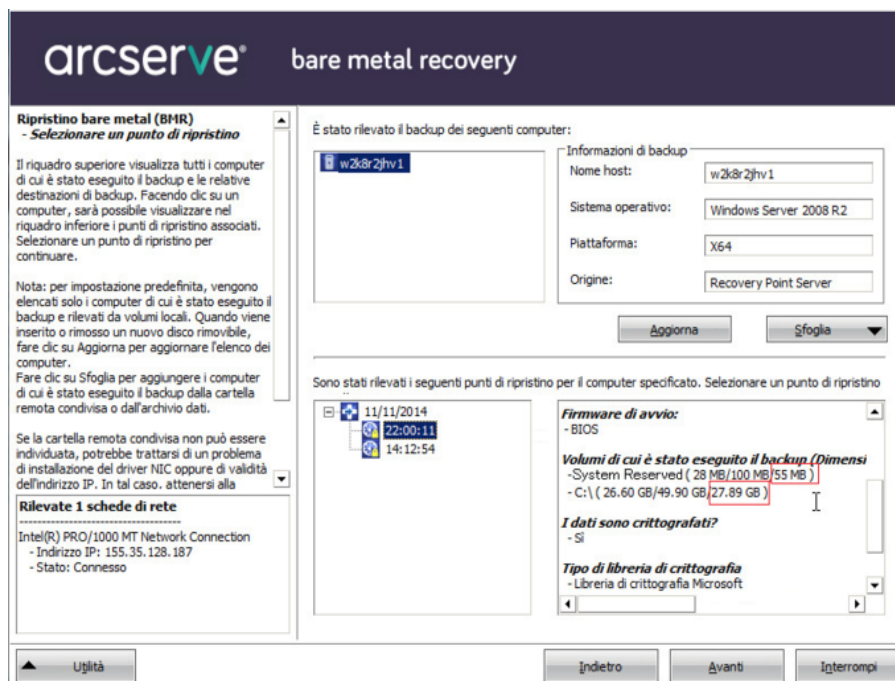 arcserve® bare metal recovery
Ripristino bare metal (BMR)
- Selezionare un punto di ripristino
Il riquadro superiore visualizza tutti i computer
di cui è stato eseguito il backup e le relative
destinazioni di backup. Facendo clic su un
computer, sarà possibile visualizzare nel
riquadro inferiore i punti di ripristino associati.
Selezionare un punto di ripristino per
continuare.
Nota: per impostazione predefinita, vengono
elencati solo i computer di cui è stato eseguito il
backup e rilevati da volumi locali. Quando viene
inserito o rimosso un nuovo disco rimovibile,
fare clic su Aggiorna per aggiornare l'elenco dei
computer.
Fare clic su Sfoglia per aggiungere i computer
di cui è stato eseguito il backup dalla cartella
remota condivisa o dall'archivio dati.
Se la cartella remota condivisa non può essere
individuata, potrebbe trattarsi di un problema
di installazione del driver NIC oppure di validità
dell'indirizzo IP. In tal caso, attenersi alla
Rilevate 1 schede di rete
------------------------------------
Intel(R) PRO/1000 MT Network Connection
- Indirizzo IP: 155.35.128.187
- Stato: Connesso
È stato rilevato il backup dei seguenti computer:
w2k8r2jhv1
Informazioni di backup
Nome host: w2k8r2jhv1
Sistema operativo: Windows Server 2008 R2
Piattaforma: X64
Origine: Recovery Point Server
Aggiorna Sfoglia
Sono stati rilevati i seguenti punti di ripristino per il computer specificato. Selezionare un punto di ripristino
11/11/2014
22:00:11
14:12:54
Firmware di avvio:
- BIOS
Volumi di cui è stato eseguito il backup (Dimensi
-System Reserved ( 28 MB/100 MB/55 MB )
- C:\ ( 26.60 GB/49.90 GB/27.89 GB )
I dati sono crittografati?
- Sì
Tipo di libreria di crittografia
- Libreria di crittografia Microsoft
Utilità Indietro Avanti Interrompi